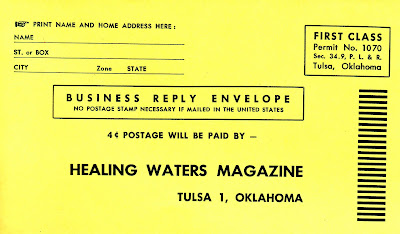 ☞ PRINT NAME AND HOME ADDRESS HERE:
NAME
ST. or BOX
CITY Zone STATE
FIRST CLASS
Permit No. 1070
Sec. 34.9, P. L. & R.
Tulsa, Oklahoma
BUSINESS REPLY ENVELOPE
NO POSTAGE STAMP NECESSARY IF MAILED IN THE UNITED STATES
4¢ POSTAGE WILL BE PAID BY —
HEALING WATERS MAGAZINE
TULSA 1, OKLAHOMA